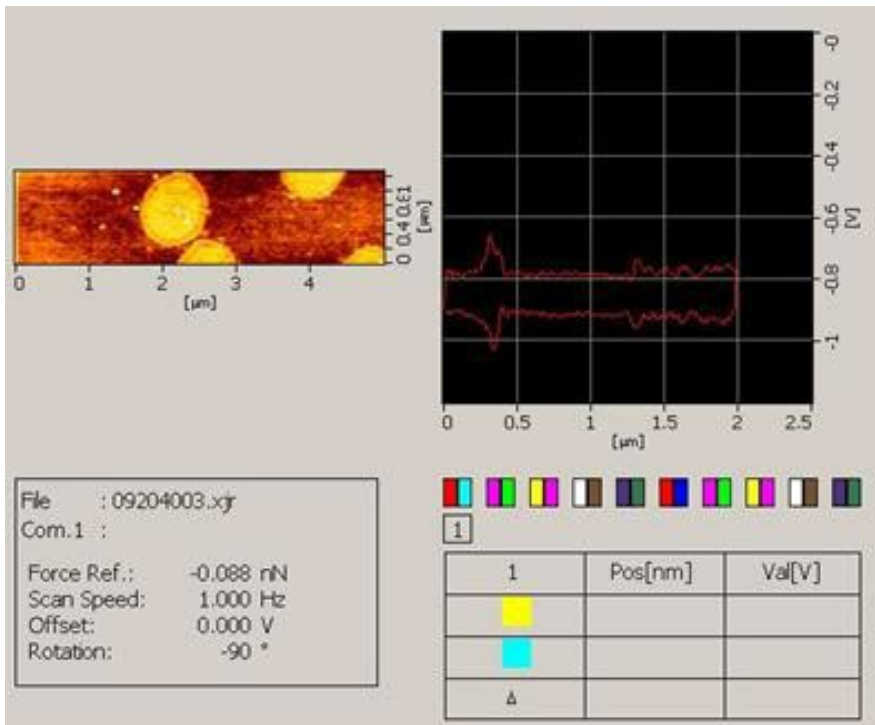 -0
-0.2
-0.4
-0.6
[V]
-0.8
-1
0 0.5 1 1.5 2 2.5
[µm]
0 0.4 0.61
[µm]
0 1 2 3 4
[µm]
File : 09204003.xjr
Com.1 :
Force Ref.: -0.088 nN
Scan Speed: 1.000 Hz
Offset: 0.000 V
Rotation: -90 °
1
1 Pos[nm] Val[V]
Δ